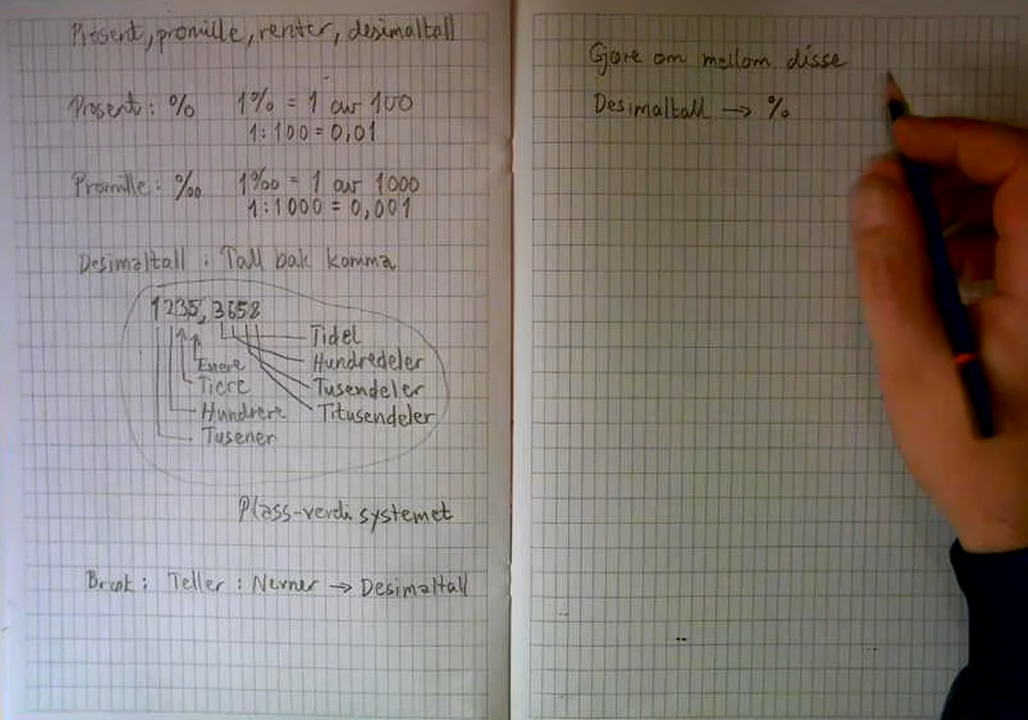 Prosent, promille, renter, desimaltall
Prosent: % 1% = 1 av 100
1:100 = 0,01
Promille: ‰ 1‰ = 1 av 1000
1:1000 = 0,001
Desimaltall: Tall bak komma
1235,3658
Tidel
Enere
Hundredeler
Tiere
Tusendeler
Hundrere
Titusendeler
Tusener
Plass-verdi systemet
Brøk: Teller : Nevner → Desimaltall
Gjøre om mellom disse
Desimaltall → %